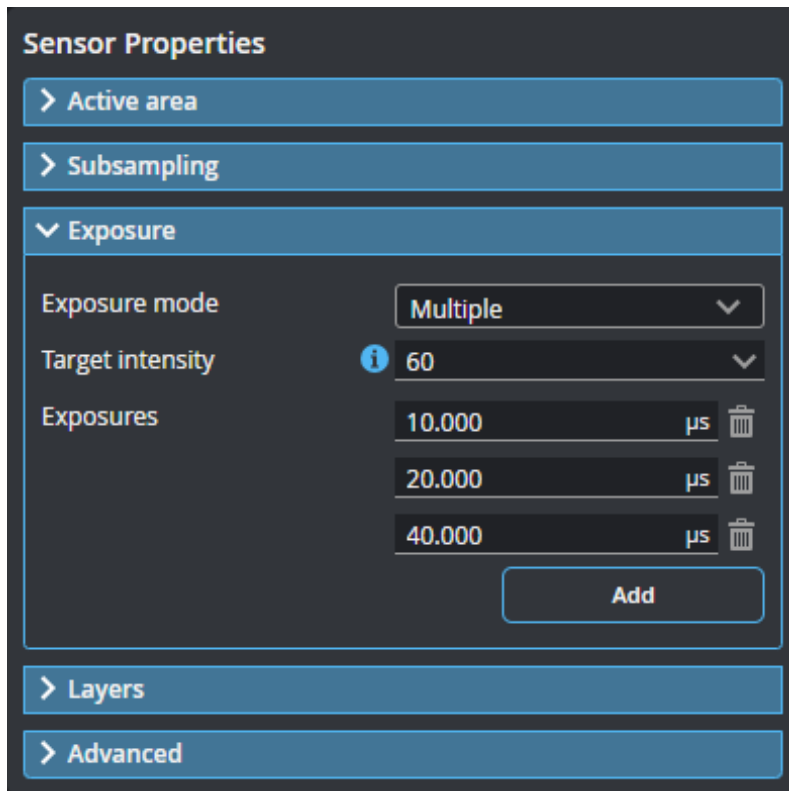 Sensor Properties
Active area
Subsampling
Exposure
Exposure mode Multiple
Target intensity 60
Exposures 10.000 µs
20.000 µs
40.000 µs
Add
Layers
Advanced